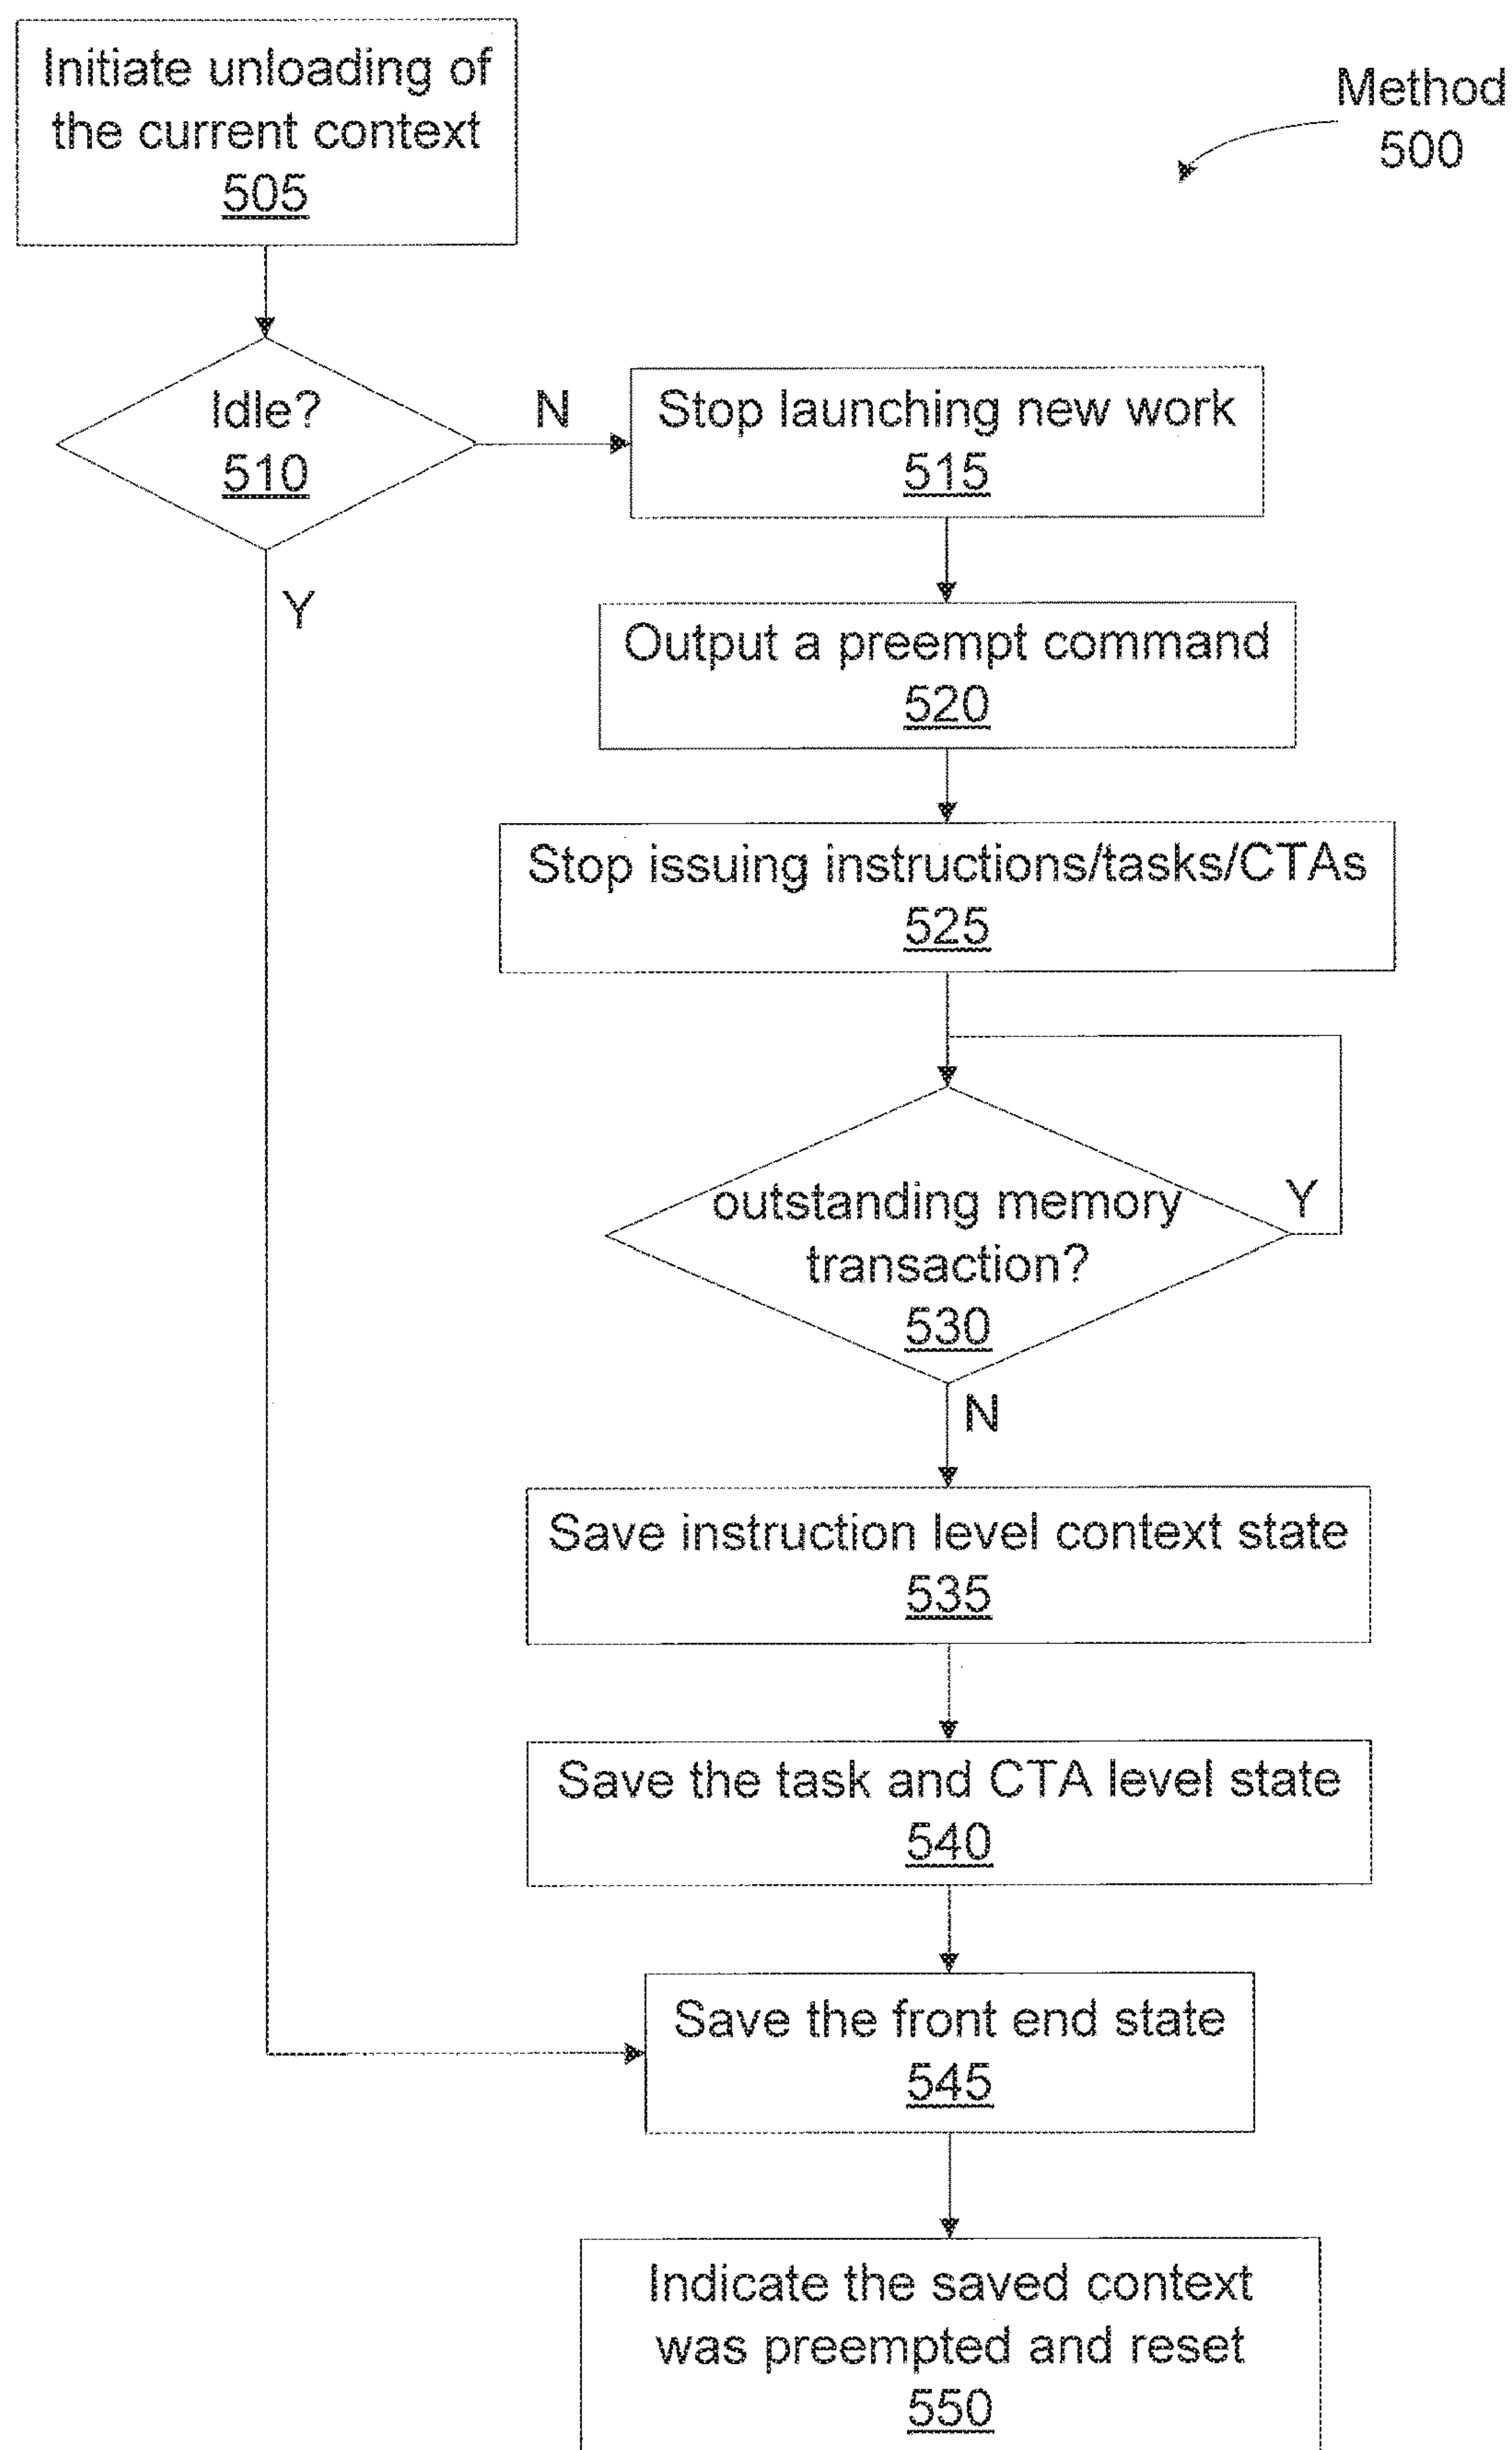 Initiate unloading of
the current context
505
Method
500
Idle?
510
N
Y
Stop launching new work
515
Output a preempt command
520
Stop issuing instructions/tasks/CTAs
525
outstanding memory
transaction?
530
Y
N
Save instruction level context state
535
Save the task and CTA level state
540
Save the front end state
545
Indicate the saved context
was preempted and reset
550